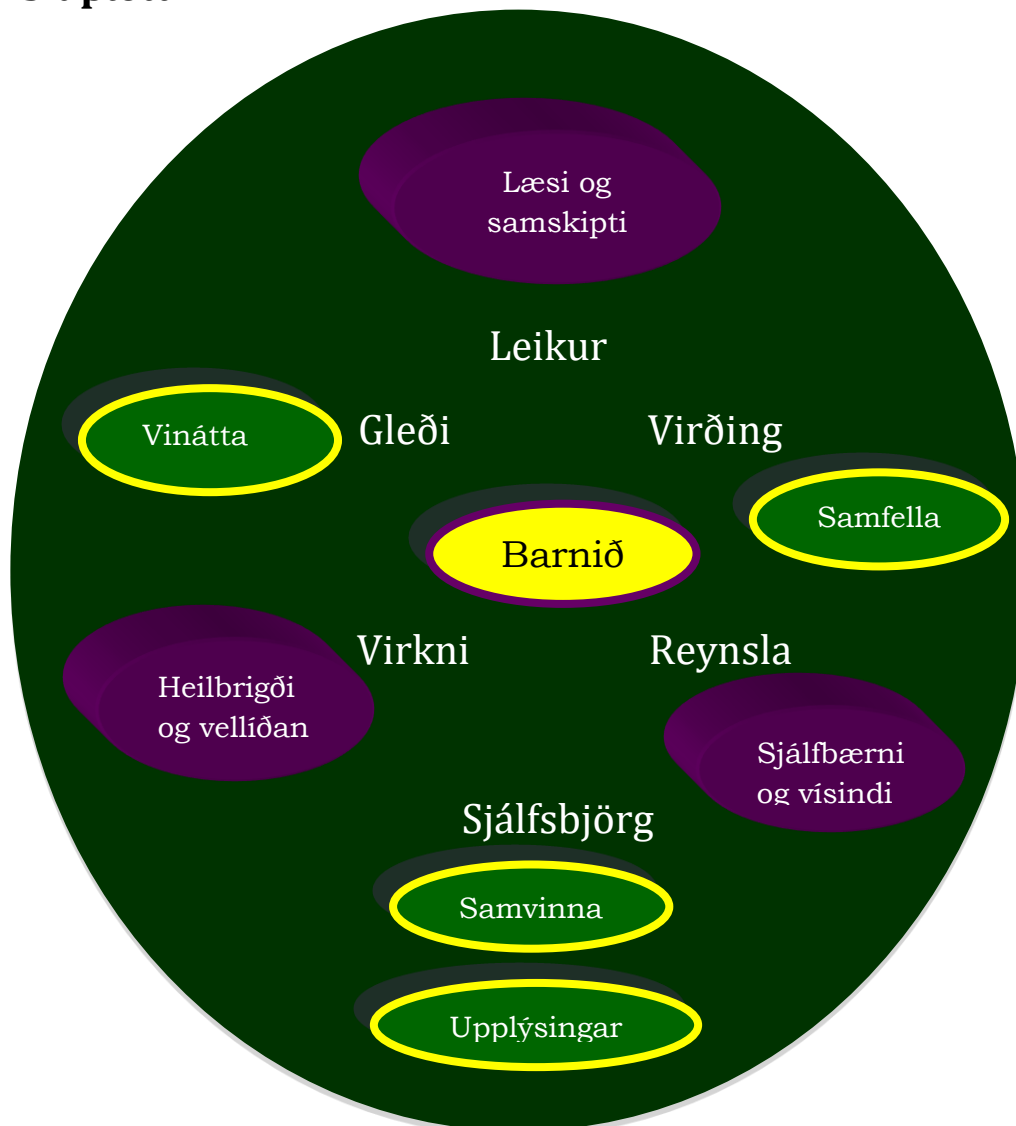 Læsi og
samskipti
Leikur
Vinátta
Gleði
Virðing
Samfella
Barnið
Virkni
Reynsla
Heilbrigði
og vellíðan
Sjálfbærni
og vísindi
Sjálfsbjörg
Samvinna
Upplýsingar